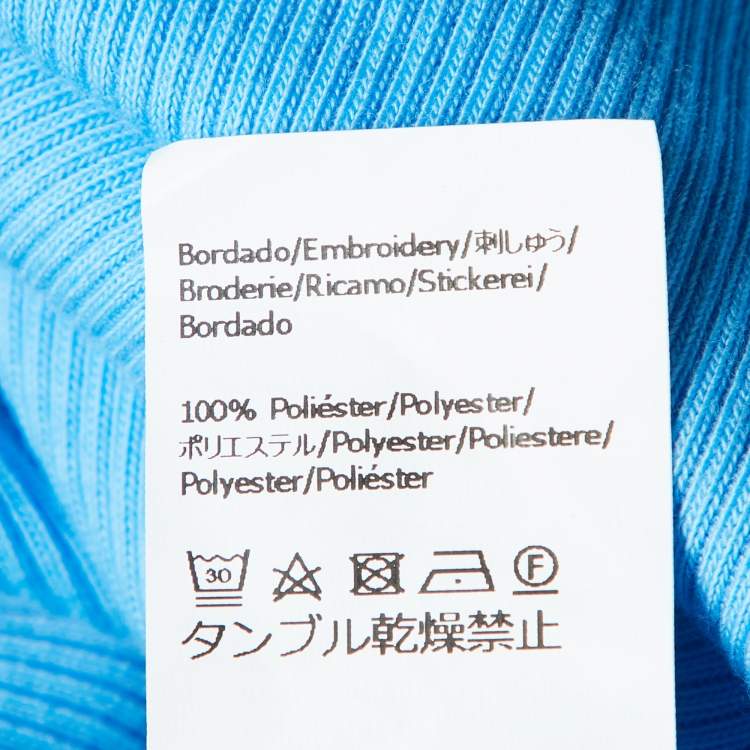 Bordado/Embroidery/刺しゅう/
Broderie/Ricamo/Stickerei/
Bordado
100% Poliéster/Polyester/
ポリエステル/Polyester/Poliestere/
Polyester/Poliéster
30
F
タンブル乾燥禁止